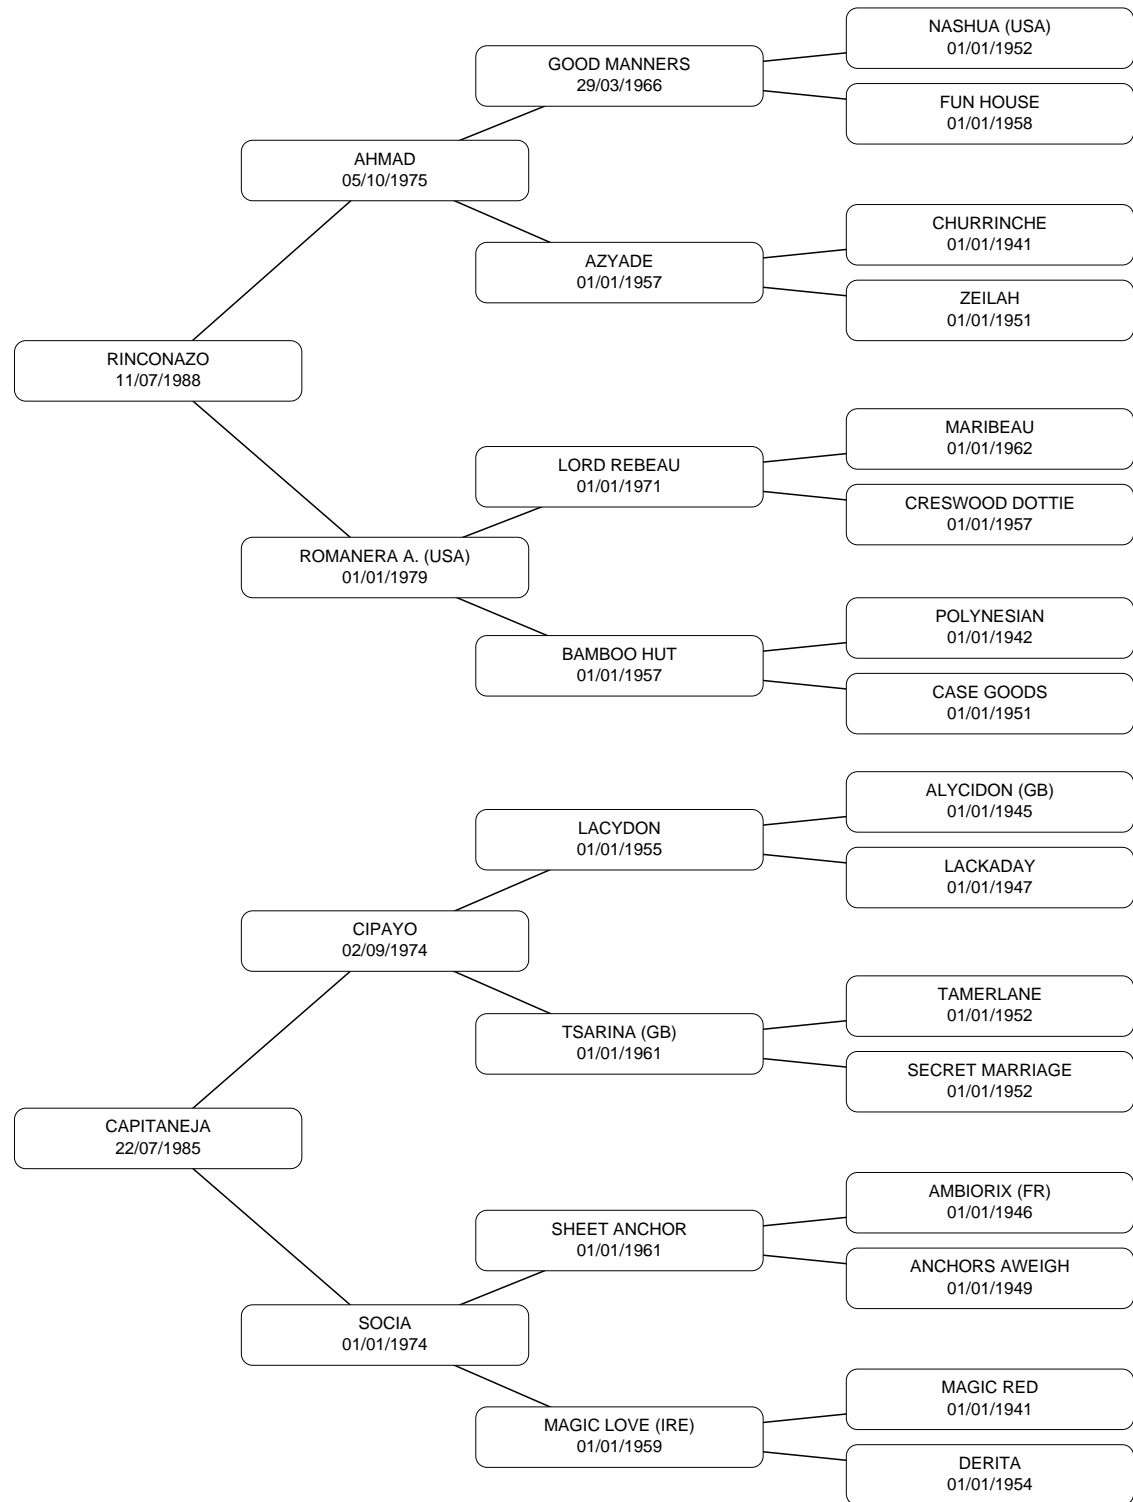 NASHUA (USA)
01/01/1952
GOOD MANNERS
29/03/1966
FUN HOUSE
01/01/1958
AHMAD
05/10/1975
CHURRINCHE
01/01/1941
AZYADE
01/01/1957
ZEILAH
01/01/1951
RINCONAZO
11/07/1988
MARIBEAU
01/01/1962
LORD REBEAU
01/01/1971
CRESWOOD DOTTIE
01/01/1957
ROMANERA A. (USA)
01/01/1979
POLYNESIAN
01/01/1942
BAMBOO HUT
01/01/1957
CASE GOODS
01/01/1951
ALYCIDON (GB)
01/01/1945
LACYDON
01/01/1955
LACKADAY
01/01/1947
CIPAYO
02/09/1974
TAMERLANE
01/01/1952
TSARINA (GB)
01/01/1961
SECRET MARRIAGE
01/01/1952
CAPITANEJA
22/07/1985
AMBIORIX (FR)
01/01/1946
SHEET ANCHOR
01/01/1961
ANCHORS AWEIGH
01/01/1949
SOCIA
01/01/1974
MAGIC RED
01/01/1941
MAGIC LOVE (IRE)
01/01/1959
DERITA
01/01/1954